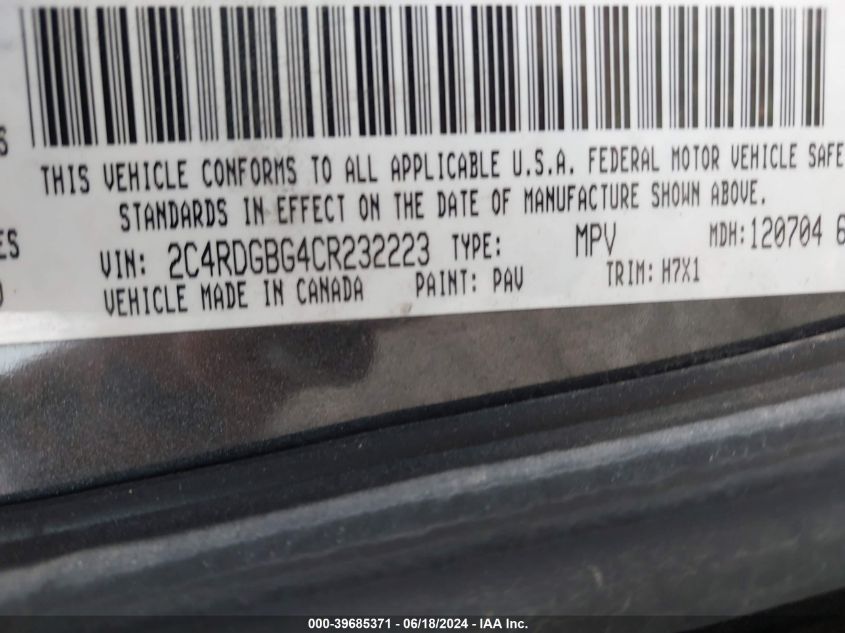 THIS VEHICLE CONFORMS TO ALL APPLICABLE U.S.A. FEDERAL MOTOR VEHICLE SAFE
STANDARDS IN EFFECT ON THE DATE OF MANUFACTURE SHOWN ABOVE.
VIN: 2C4RDGBG4CR232223 TYPE: MPV MDH:120704 6
VEHICLE MADE IN CANADA PAINT: PAV TRIM: H7X1
000-39685371 - 06/18/2024 - IAA Inc.